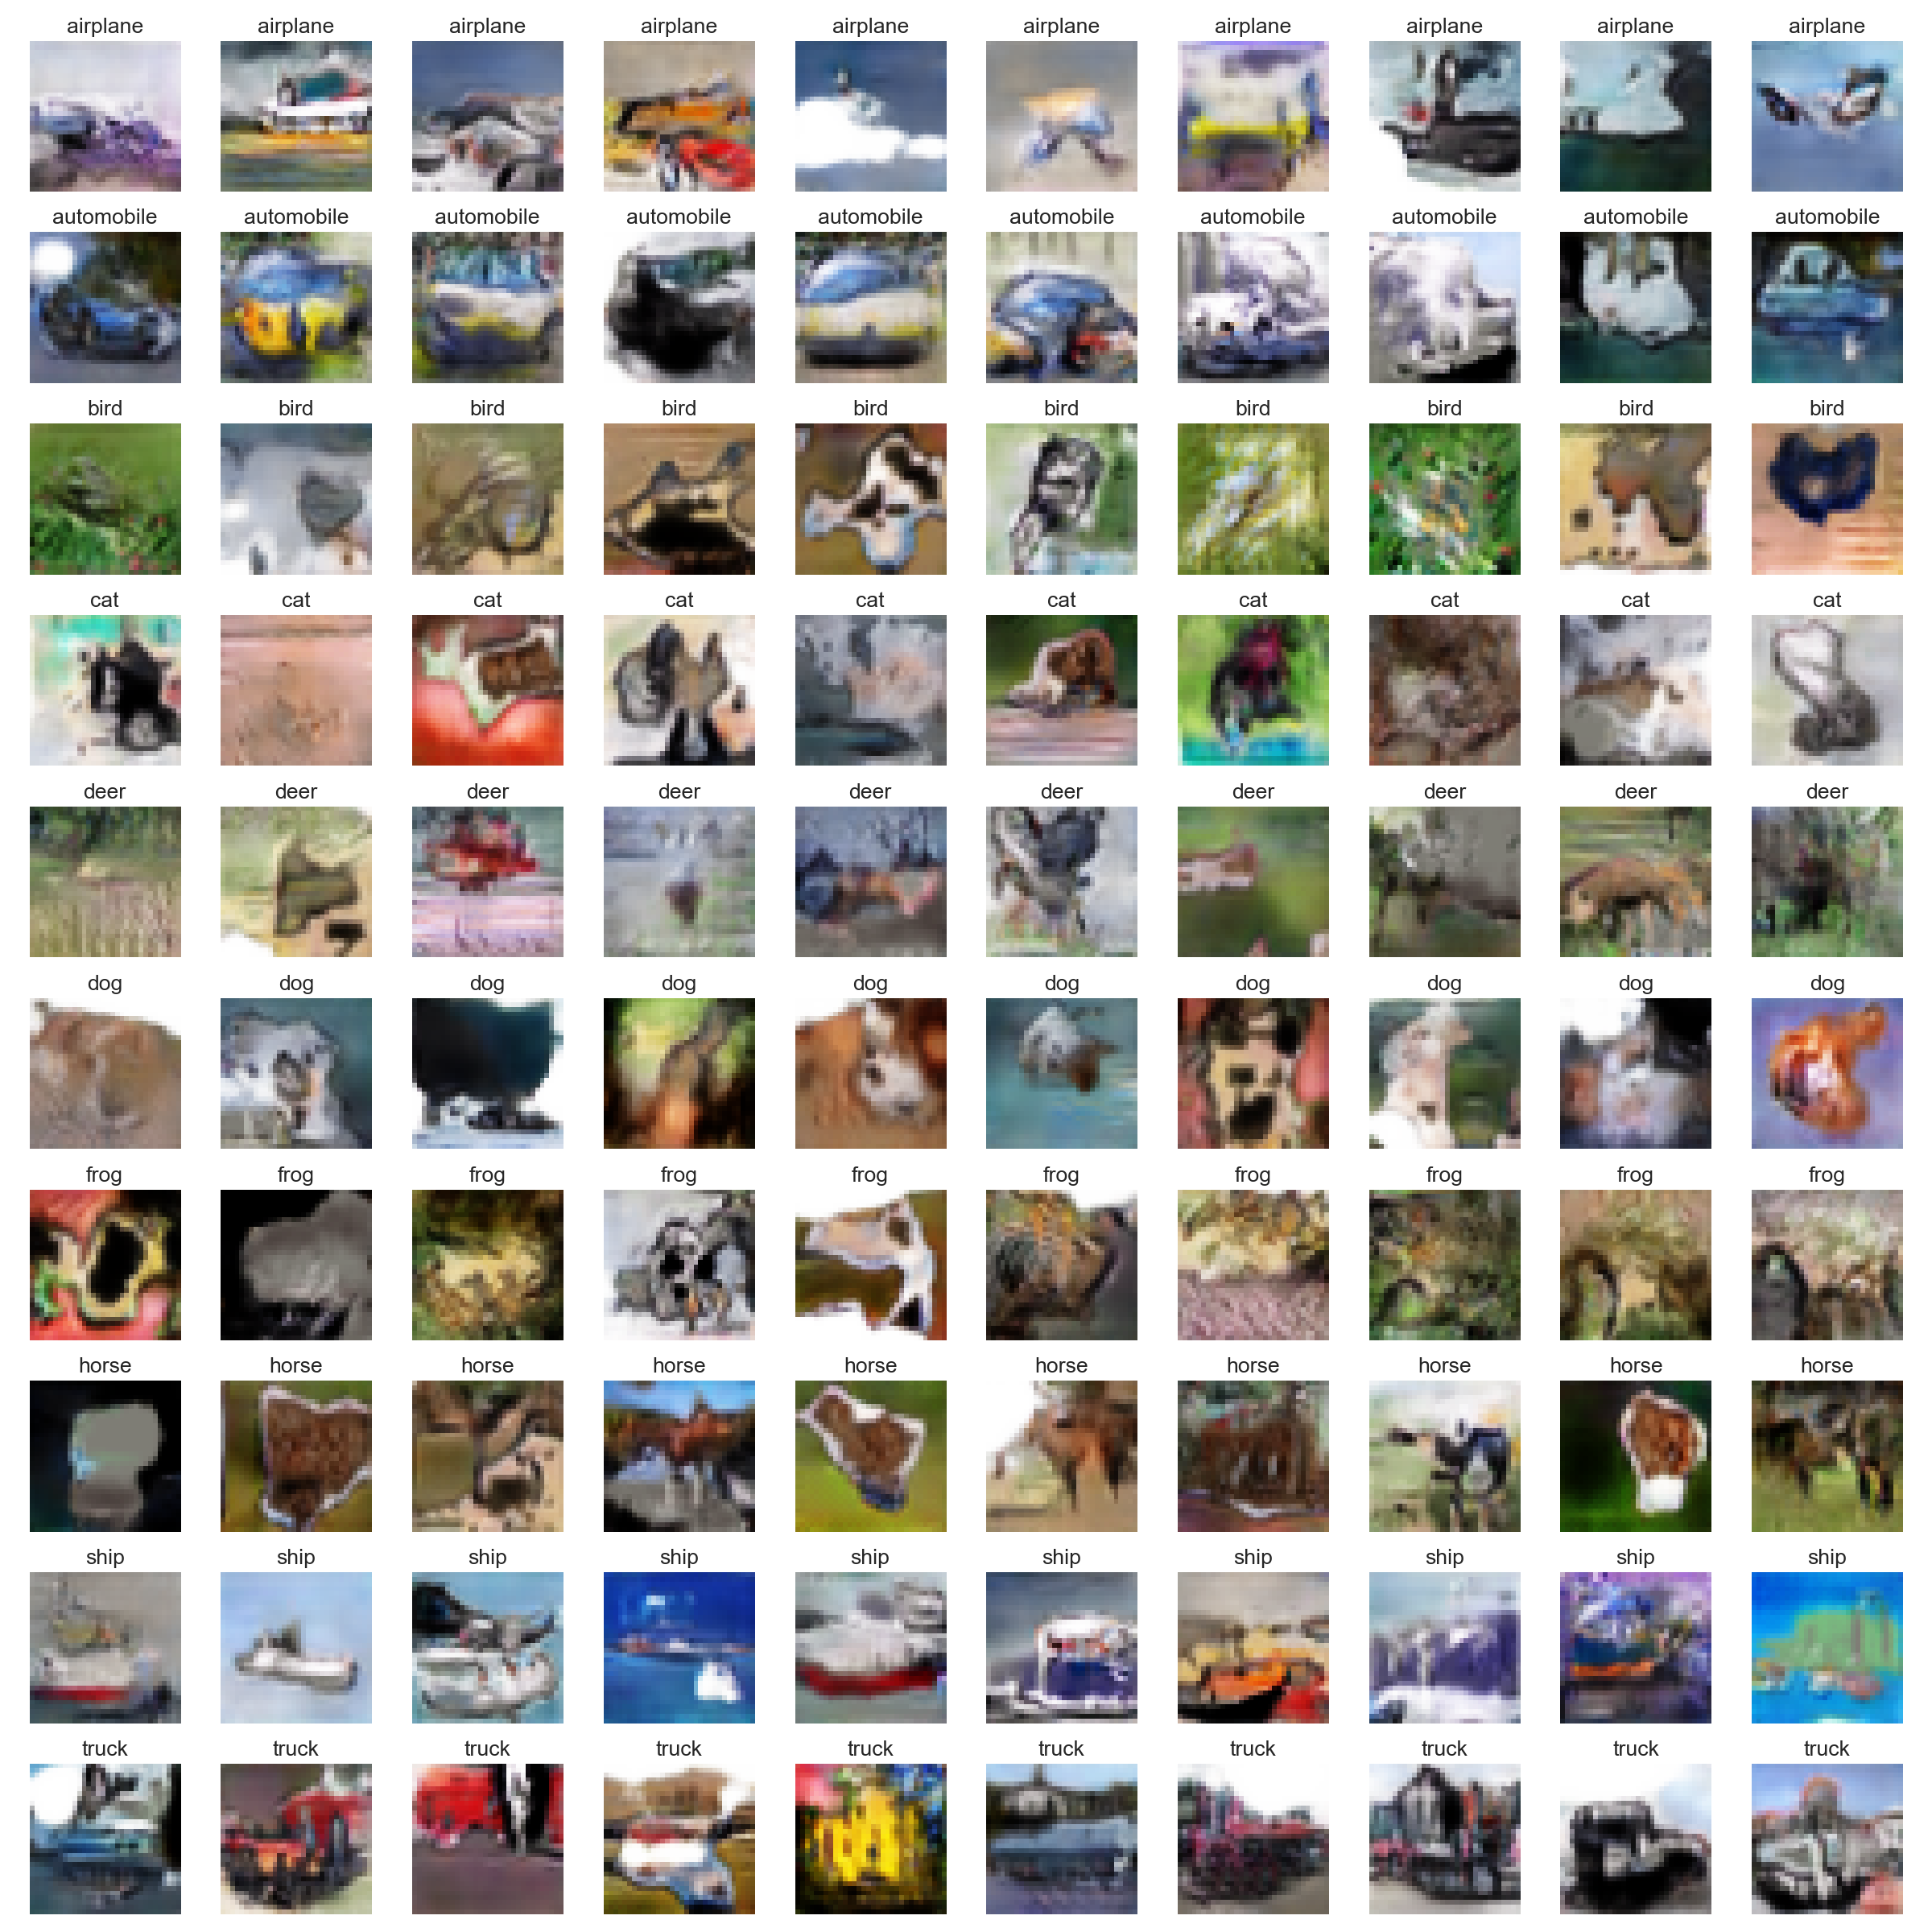 airplane airplane airplane airplane airplane airplane airplane airplane airplane airplane
automobile automobile automobile automobile automobile automobile automobile automobile automobile automobile
bird bird bird bird bird bird bird bird bird bird
cat cat cat cat cat cat cat cat cat cat
deer deer deer deer deer deer deer deer deer deer
dog dog dog dog dog dog dog dog dog dog
frog frog frog frog frog frog frog frog frog frog
horse horse horse horse horse horse horse horse horse horse
ship ship ship ship ship ship ship ship ship ship
truck truck truck truck truck truck truck truck truck truck